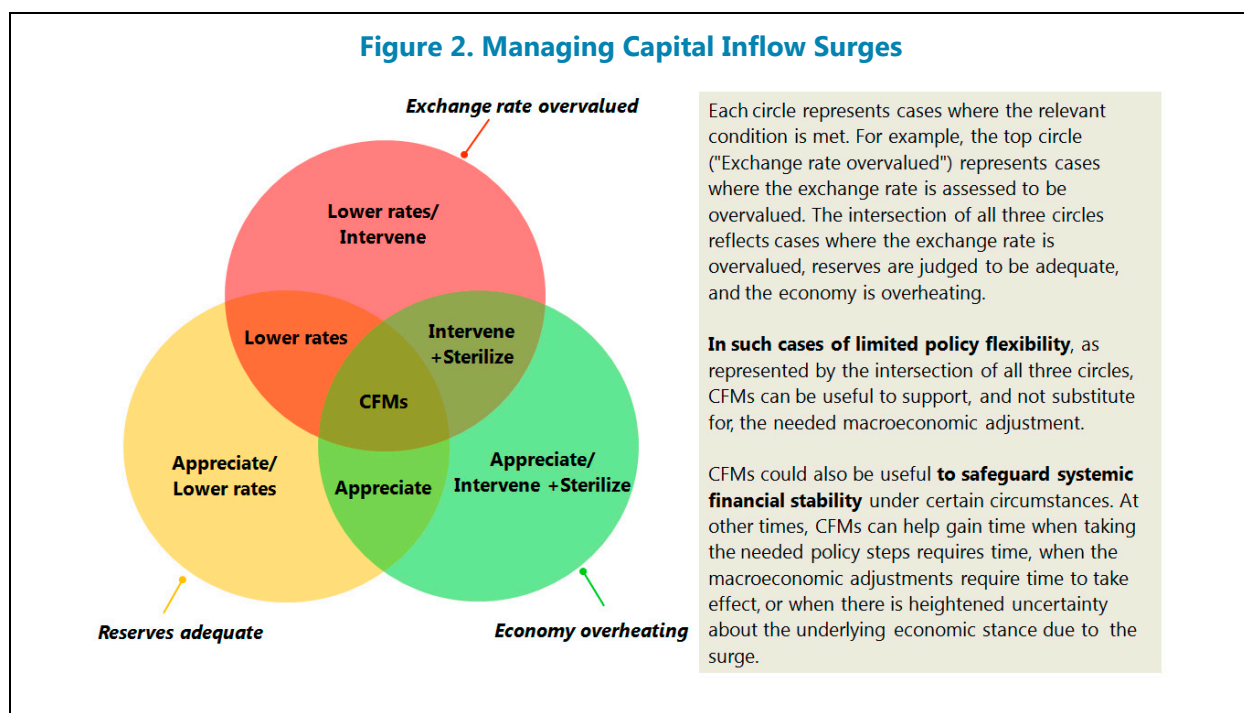 Figure 2. Managing Capital Inflow Surges
Exchange rate overvalued
Lower rates/
Intervene
Lower rates
Intervene
+Sterilize
CFMs
Appreciate/
Lower rates
Appreciate
Appreciate/
Intervene +Sterilize
Reserves adequate
Economy overheating
Each circle represents cases where the relevant
condition is met. For example, the top circle
("Exchange rate overvalued") represents cases
where the exchange rate is assessed to be
overvalued. The intersection of all three circles
reflects cases where the exchange rate is
overvalued, reserves are judged to be adequate,
and the economy is overheating.
In such cases of limited policy flexibility, as
represented by the intersection of all three circles,
CFMs can be useful to support, and not substitute
for, the needed macroeconomic adjustment.
CFMs could also be useful to safeguard systemic
financial stability under certain circumstances. At
other times, CFMs can help gain time when taking
the needed policy steps requires time, when the
macroeconomic adjustments require time to take
effect, or when there is heightened uncertainty
about the underlying economic stance due to the
surge.